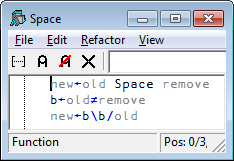 Space
File Edit Refactor View
[···] A A
new←old Space remove
b←old≠remove
new←b\b/old
Function Pos: 0/3,